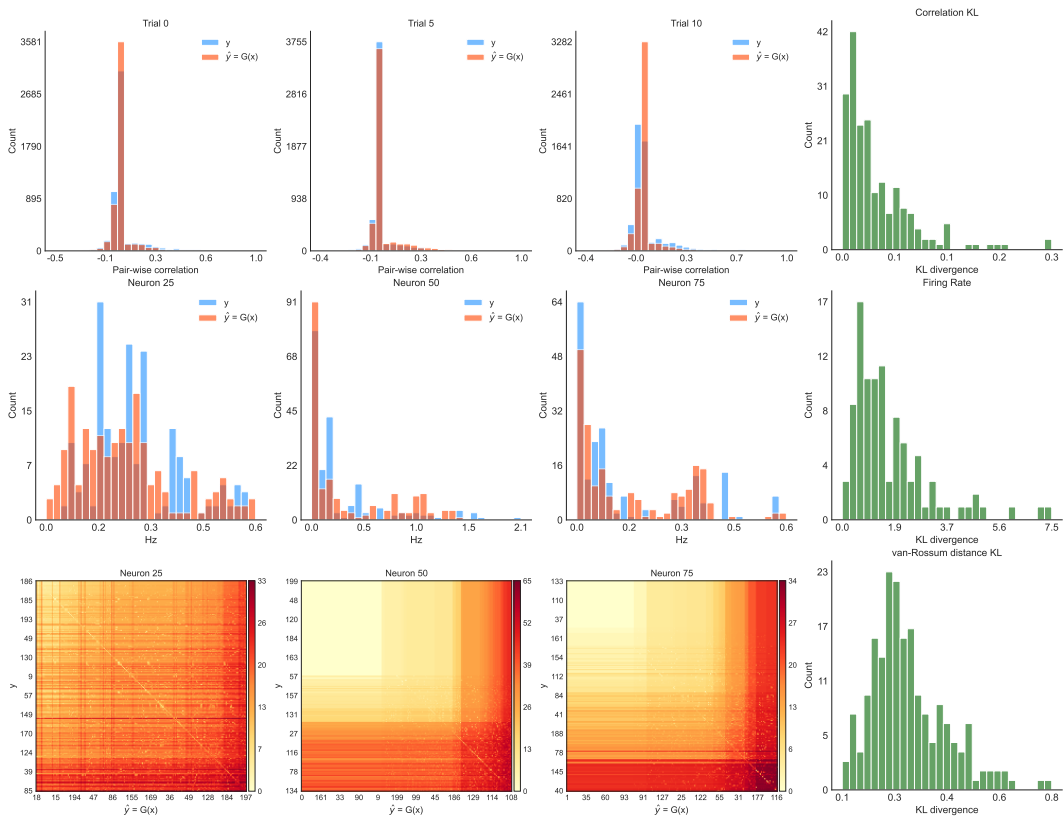 Trial 0
3581
2685
1790
895
0
Count
-0.5
-0.1
0.3
0.6
1.0
Pair-wise correlation
y
ŷ = G(x)
Trial 5
3755
2816
1877
938
0
Count
-0.4
-0.1
0.3
0.6
1.0
Pair-wise correlation
y
ŷ = G(x)
Trial 10
3282
2461
1641
820
0
Count
-0.4
-0.0
0.3
0.7
1.0
Pair-wise correlation
y
ŷ = G(x)
Correlation KL
42
31
21
10
0
Count
0.0
0.1
0.1
0.2
0.3
KL divergence
Neuron 25
31
23
15
7
0
Count
0.0
0.2
0.3
0.5
0.6
Hz
y
ŷ = G(x)
Neuron 50
91
68
45
22
0
Count
0.0
0.5
1.0
1.5
2.1
Hz
y
ŷ = G(x)
Neuron 75
64
48
32
16
0
Count
0.0
0.2
0.3
0.5
0.6
Hz
y
ŷ = G(x)
Firing Rate
17
12
8
4
0
Count
0.0
1.9
3.7
5.6
7.5
KL divergence
Neuron 25
186
185
193
49
130
9
57
149
170
124
39
85
y
18 15 194 47 86 155 169 36 30 184 197
ŷ = G(x)
33
26
20
13
7
0
Neuron 50
199
48
120
184
163
57
157
131
27
116
78
134
y
0 161 33 90 9 199 49 186 129 114 108
ŷ = G(x)
65
52
39
26
13
0
Neuron 75
133
110
37
161
154
112
84
41
185
78
145
40
y
1 35 60 93 91 127 25 122 55 31 177 116
ŷ = G(x)
34
27
20
13
6
0
van-Rossum distance KL
23
17
11
5
0
Count
0.1
0.3
0.4
0.6
0.8
KL divergence